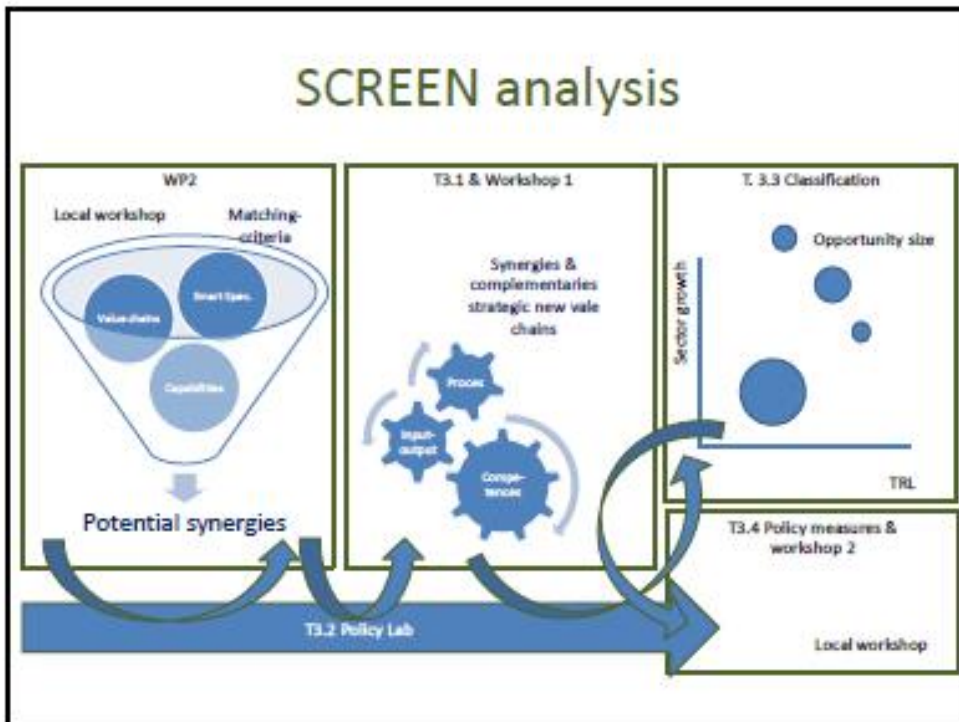 SCREEN analysis
WP2
Local workshop
Matching-
criteria
Smart Spec.
Value chains
Capabilities
Potential synergies
T3.1 & Workshop 1
Synergies &
complementaries
strategic new vale
chains
Proces
Input-
output
Compe-
tences
T. 3.3 Classification
Opportunity size
Sector growth
TRL
T3.4 Policy measures &
workshop 2
Local workshop
T3.2 Policy Lab